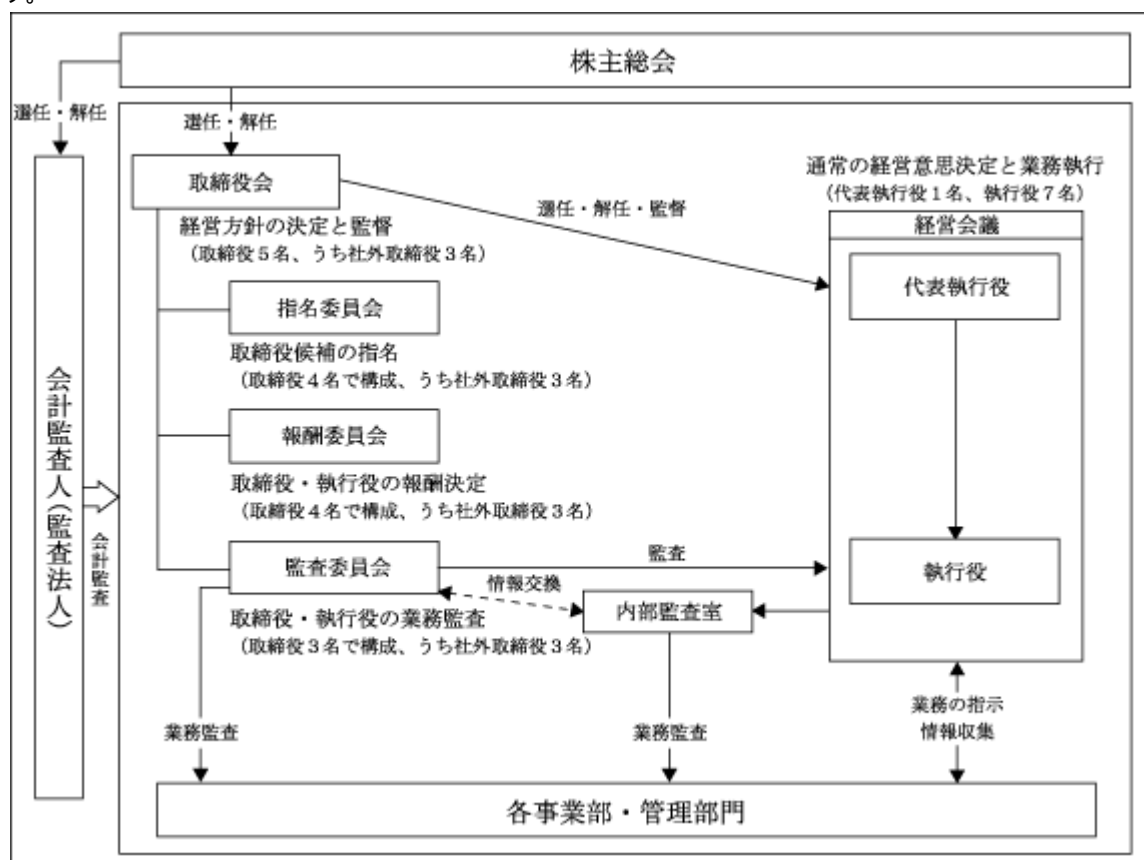 株主総会
選任・解任
選任・解任
取締役会
経営方針の決定と監督
(取締役5名、うち社外取締役3名)
選任・解任・監督
通常の経営意思決定と業務執行
(代表執行役1名、執行役7名)
経営会議
代表執行役
指名委員会
取締役候補の指名
(取締役4名で構成、うち社外取締役3名)
報酬委員会
取締役・執行役の報酬決定
(取締役4名で構成、うち社外取締役3名)
会計監査人(監査法人)
会計監査
監査委員会
監査
情報交換
執行役
取締役・執行役の業務監査
(取締役3名で構成、うち社外取締役3名)
内部監査室
業務監査
業務監査
業務の指示
情報収集
各事業部・管理部門